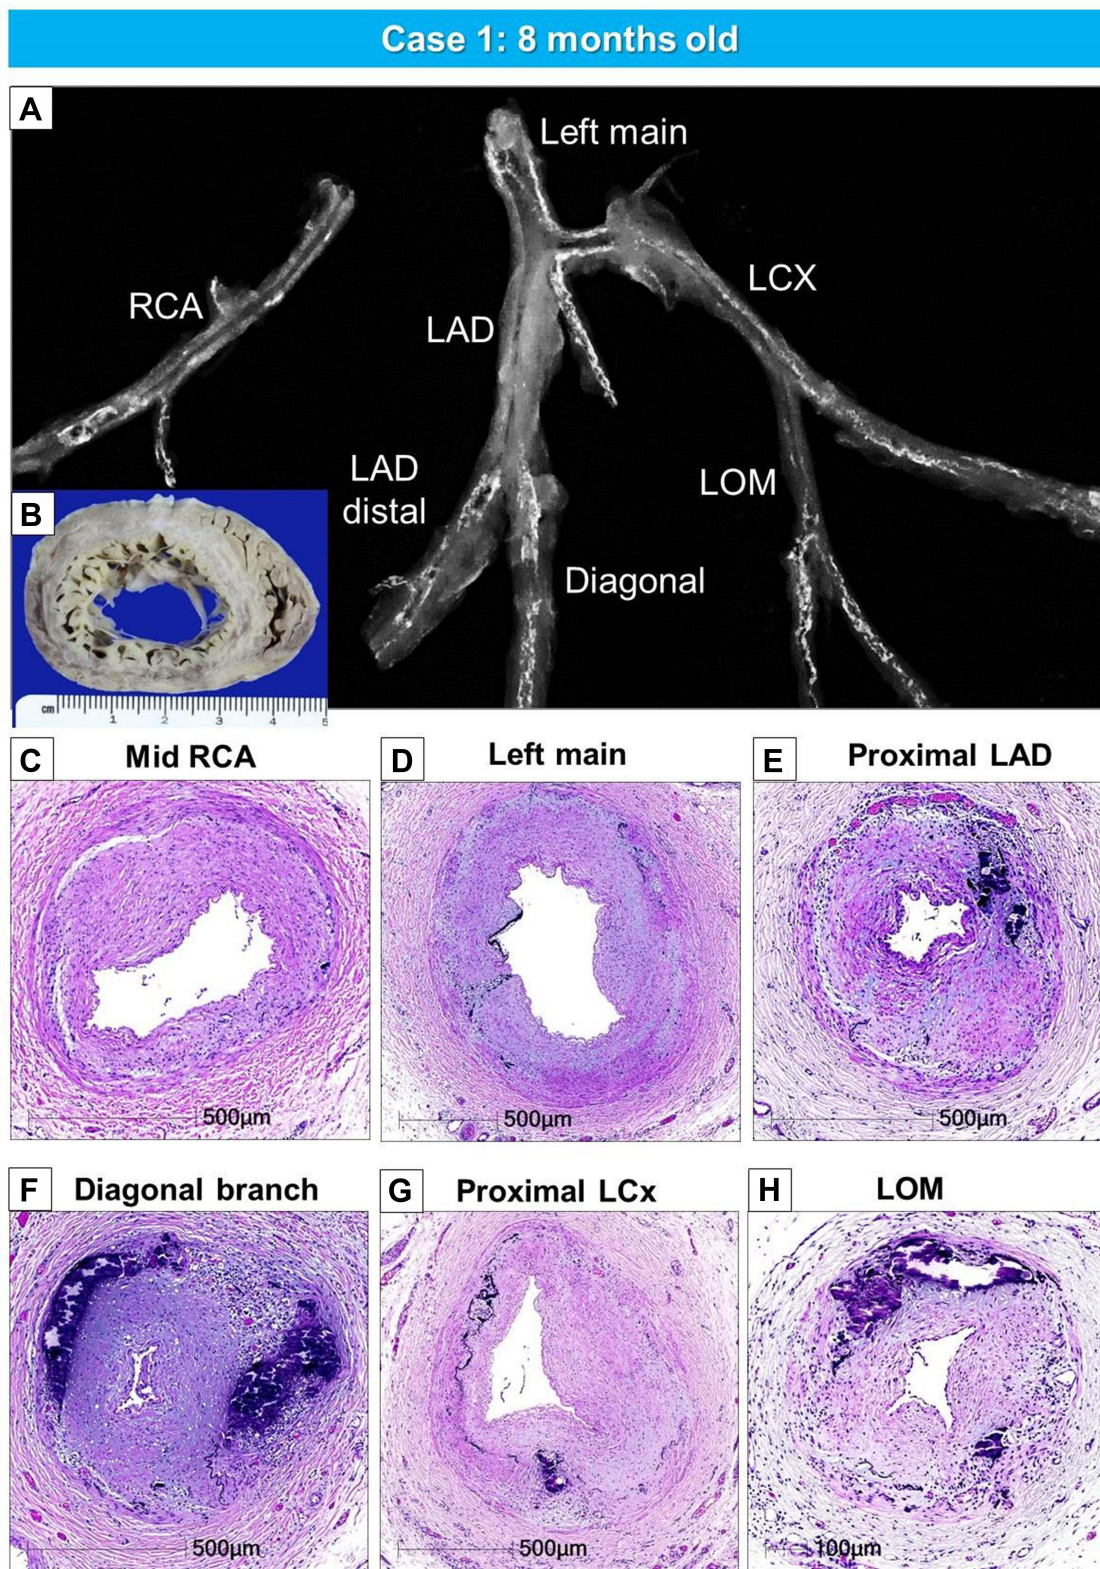 Case 1: 8 months old
A
Left main
RCA
LAD
LCX
LAD
distal
LOM
Diagonal
B
cm
1
2
3
4
5
C
Mid RCA
D
Left main
E
Proximal LAD
500µm
500µm
500µm
F
Diagonal branch
G
Proximal LCx
H
LOM
500µm
500µm
100µm